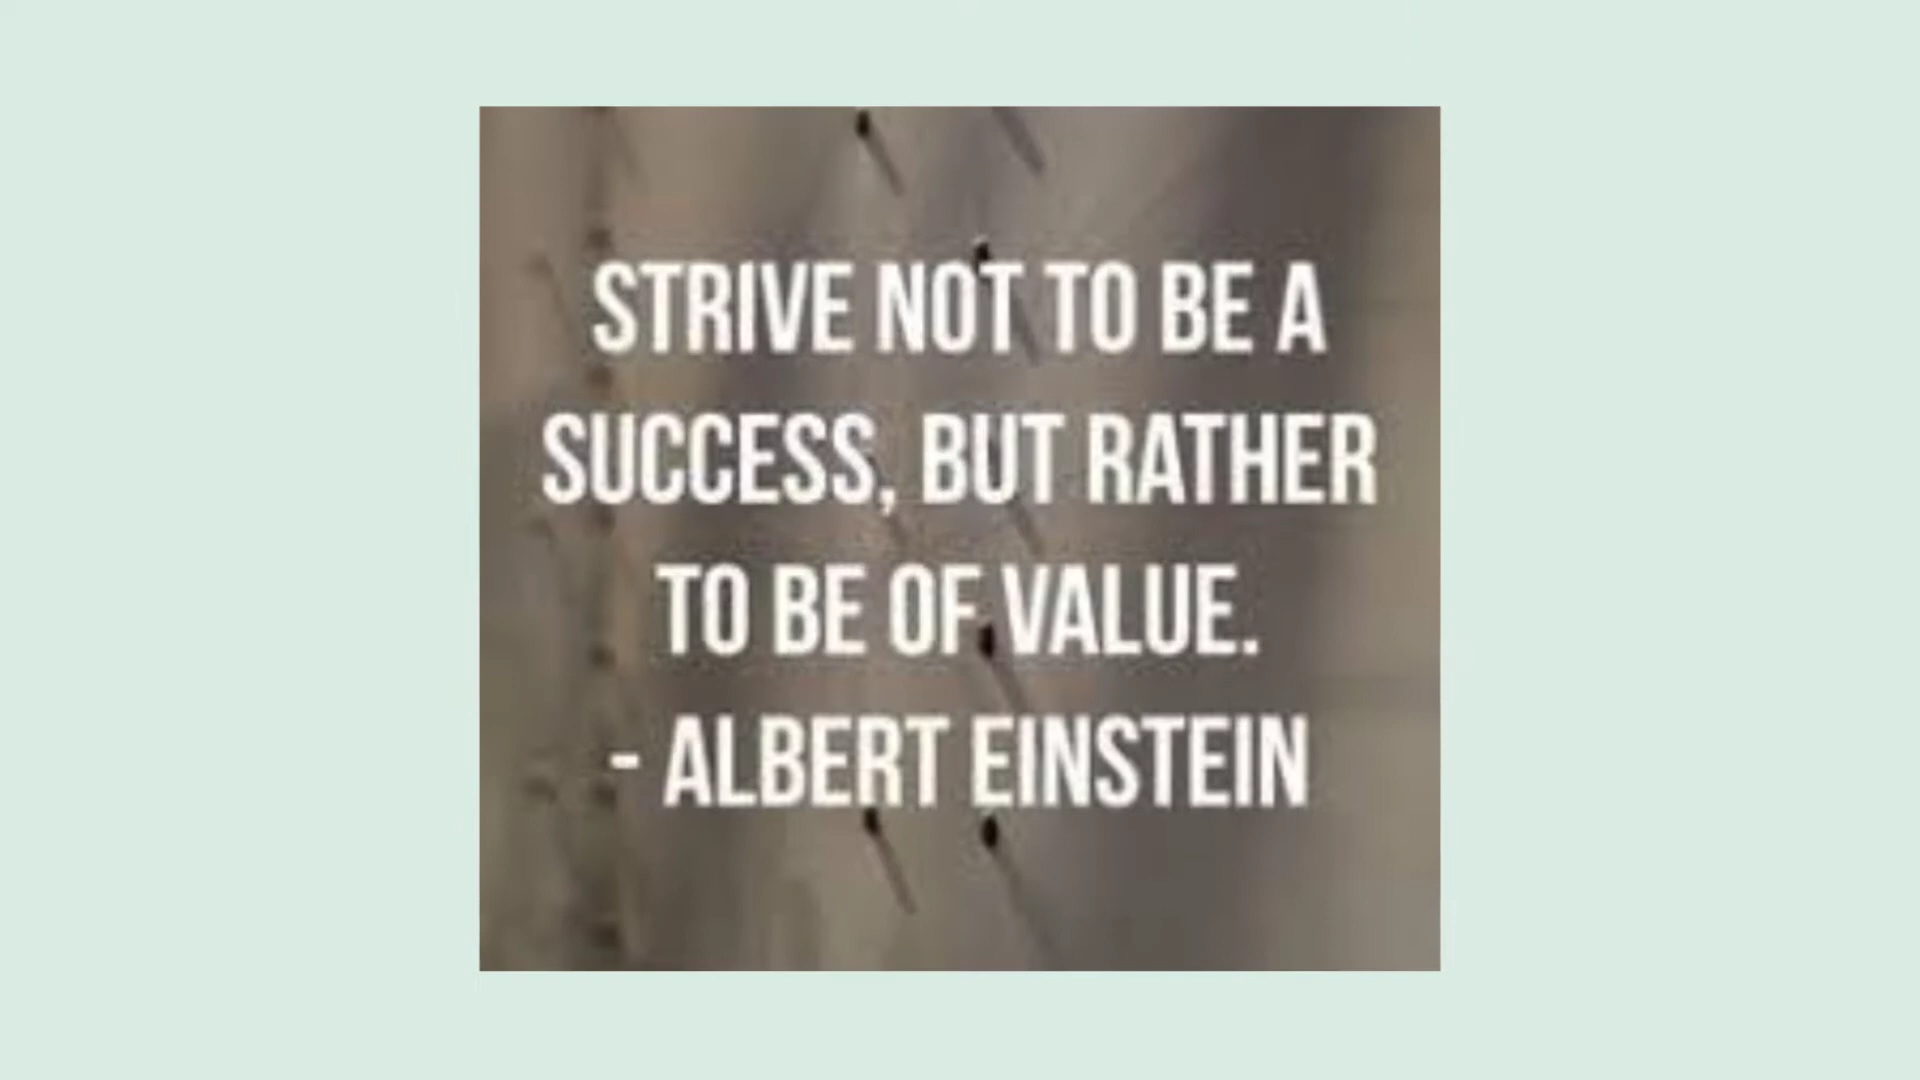 STRIVE NOT TO BE A
SUCCESS, BUT RATHER
TO BE OF VALUE.
- ALBERT EINSTEIN